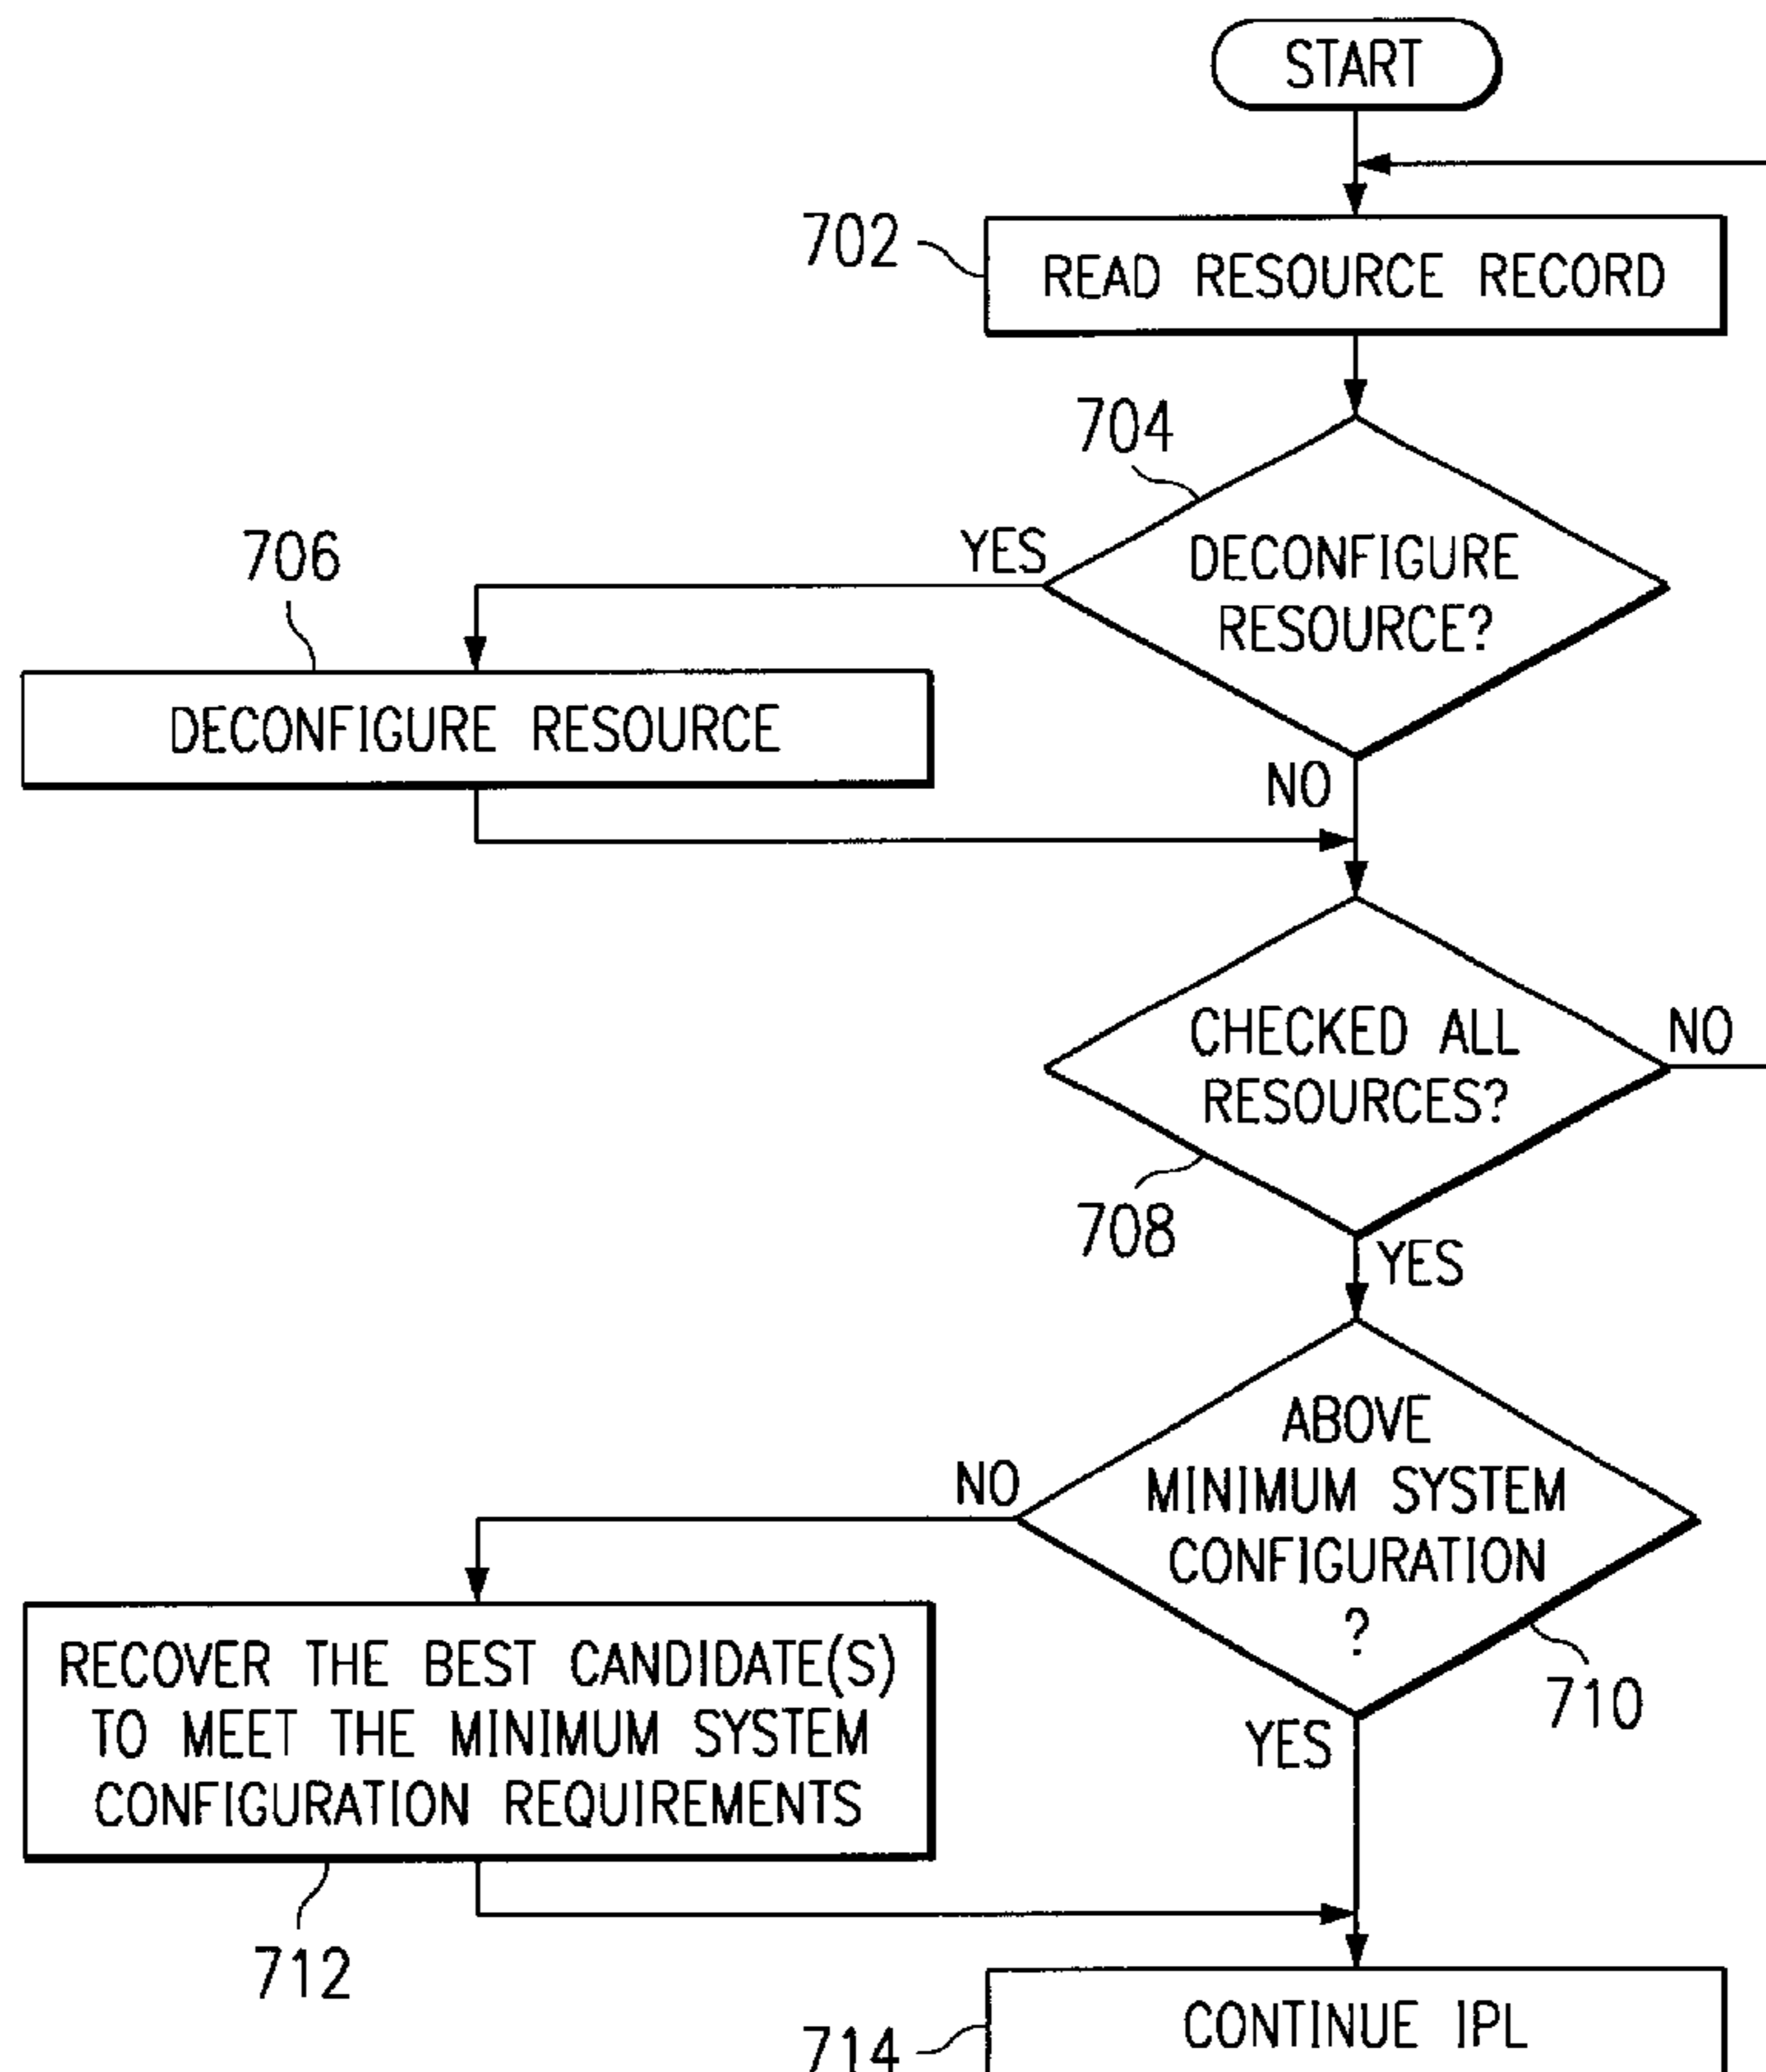 START
702
READ RESOURCE RECORD
704
YES
DECONFIGURE
RESOURCE?
706
DECONFIGURE RESOURCE
NO
CHECKED ALL
RESOURCES?
NO
708
YES
ABOVE
MINIMUM SYSTEM
CONFIGURATION
?
NO
710
YES
RECOVER THE BEST CANDIDATE(S)
TO MEET THE MINIMUM SYSTEM
CONFIGURATION REQUIREMENTS
712
714
CONTINUE IPL